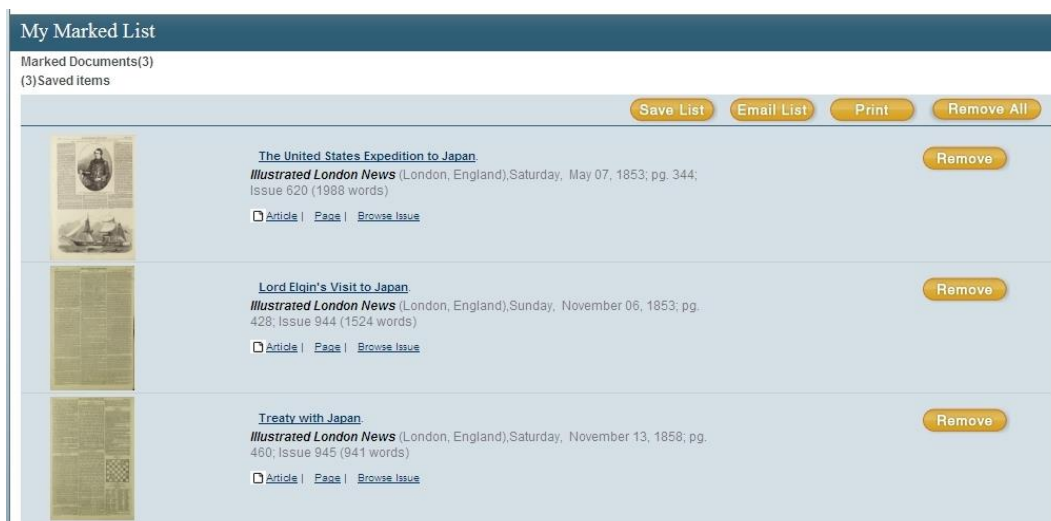 My Marked List
Marked Documents(3)
(3)Saved items
Save List Email List Print Remove All
The United States Expedition to Japan.
Remove
Illustrated London News (London, England),Saturday, May 07, 1853; pg. 344;
Issue 620 (1988 words)
Article | Page | Browse Issue
Lord Elgin's Visit to Japan.
Remove
Illustrated London News (London, England),Sunday, November 06, 1853; pg.
428; Issue 944 (1524 words)
Article | Page | Browse Issue
Treaty with Japan.
Remove
Illustrated London News (London, England),Saturday, November 13, 1858; pg.
460; Issue 945 (941 words)
Article | Page | Browse Issue